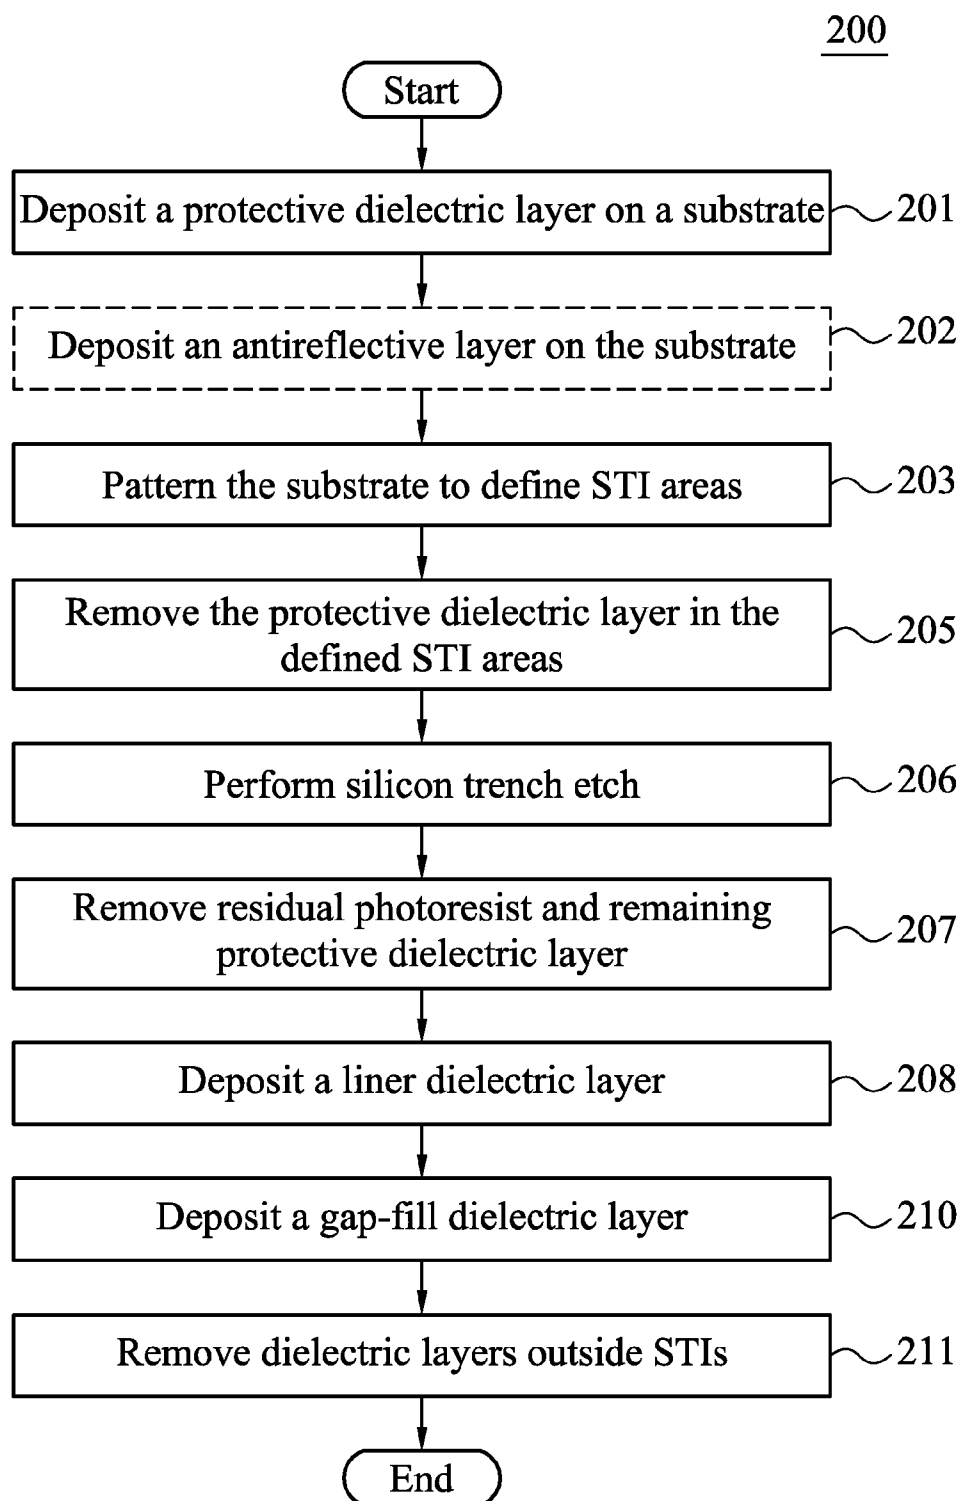 200
Start
Deposit a protective dielectric layer on a substrate
201
Deposit an antireflective layer on the substrate
202
Pattern the substrate to define STI areas
203
Remove the protective dielectric layer in the
defined STI areas
205
Perform silicon trench etch
206
Remove residual photoresist and remaining
protective dielectric layer
207
Deposit a liner dielectric layer
208
Deposit a gap-fill dielectric layer
210
Remove dielectric layers outside STIs
211
End